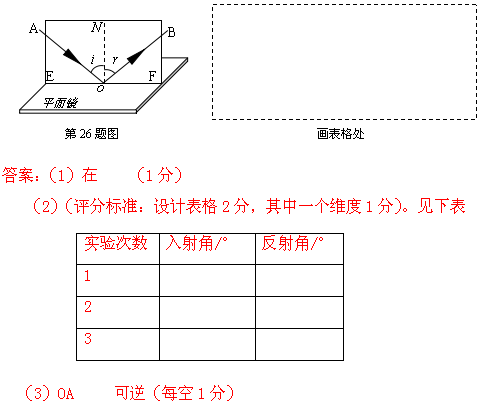 A
N
B
i
r
E
O
F
平面镜
第26题图
画表格处
答案:(1)在 (1分)
(2)(评分标准:设计表格2分,其中一个维度1分)。见下表
实验次数 入射角/° 反射角/°
1
2
3
(3)OA 可逆(每空1分)